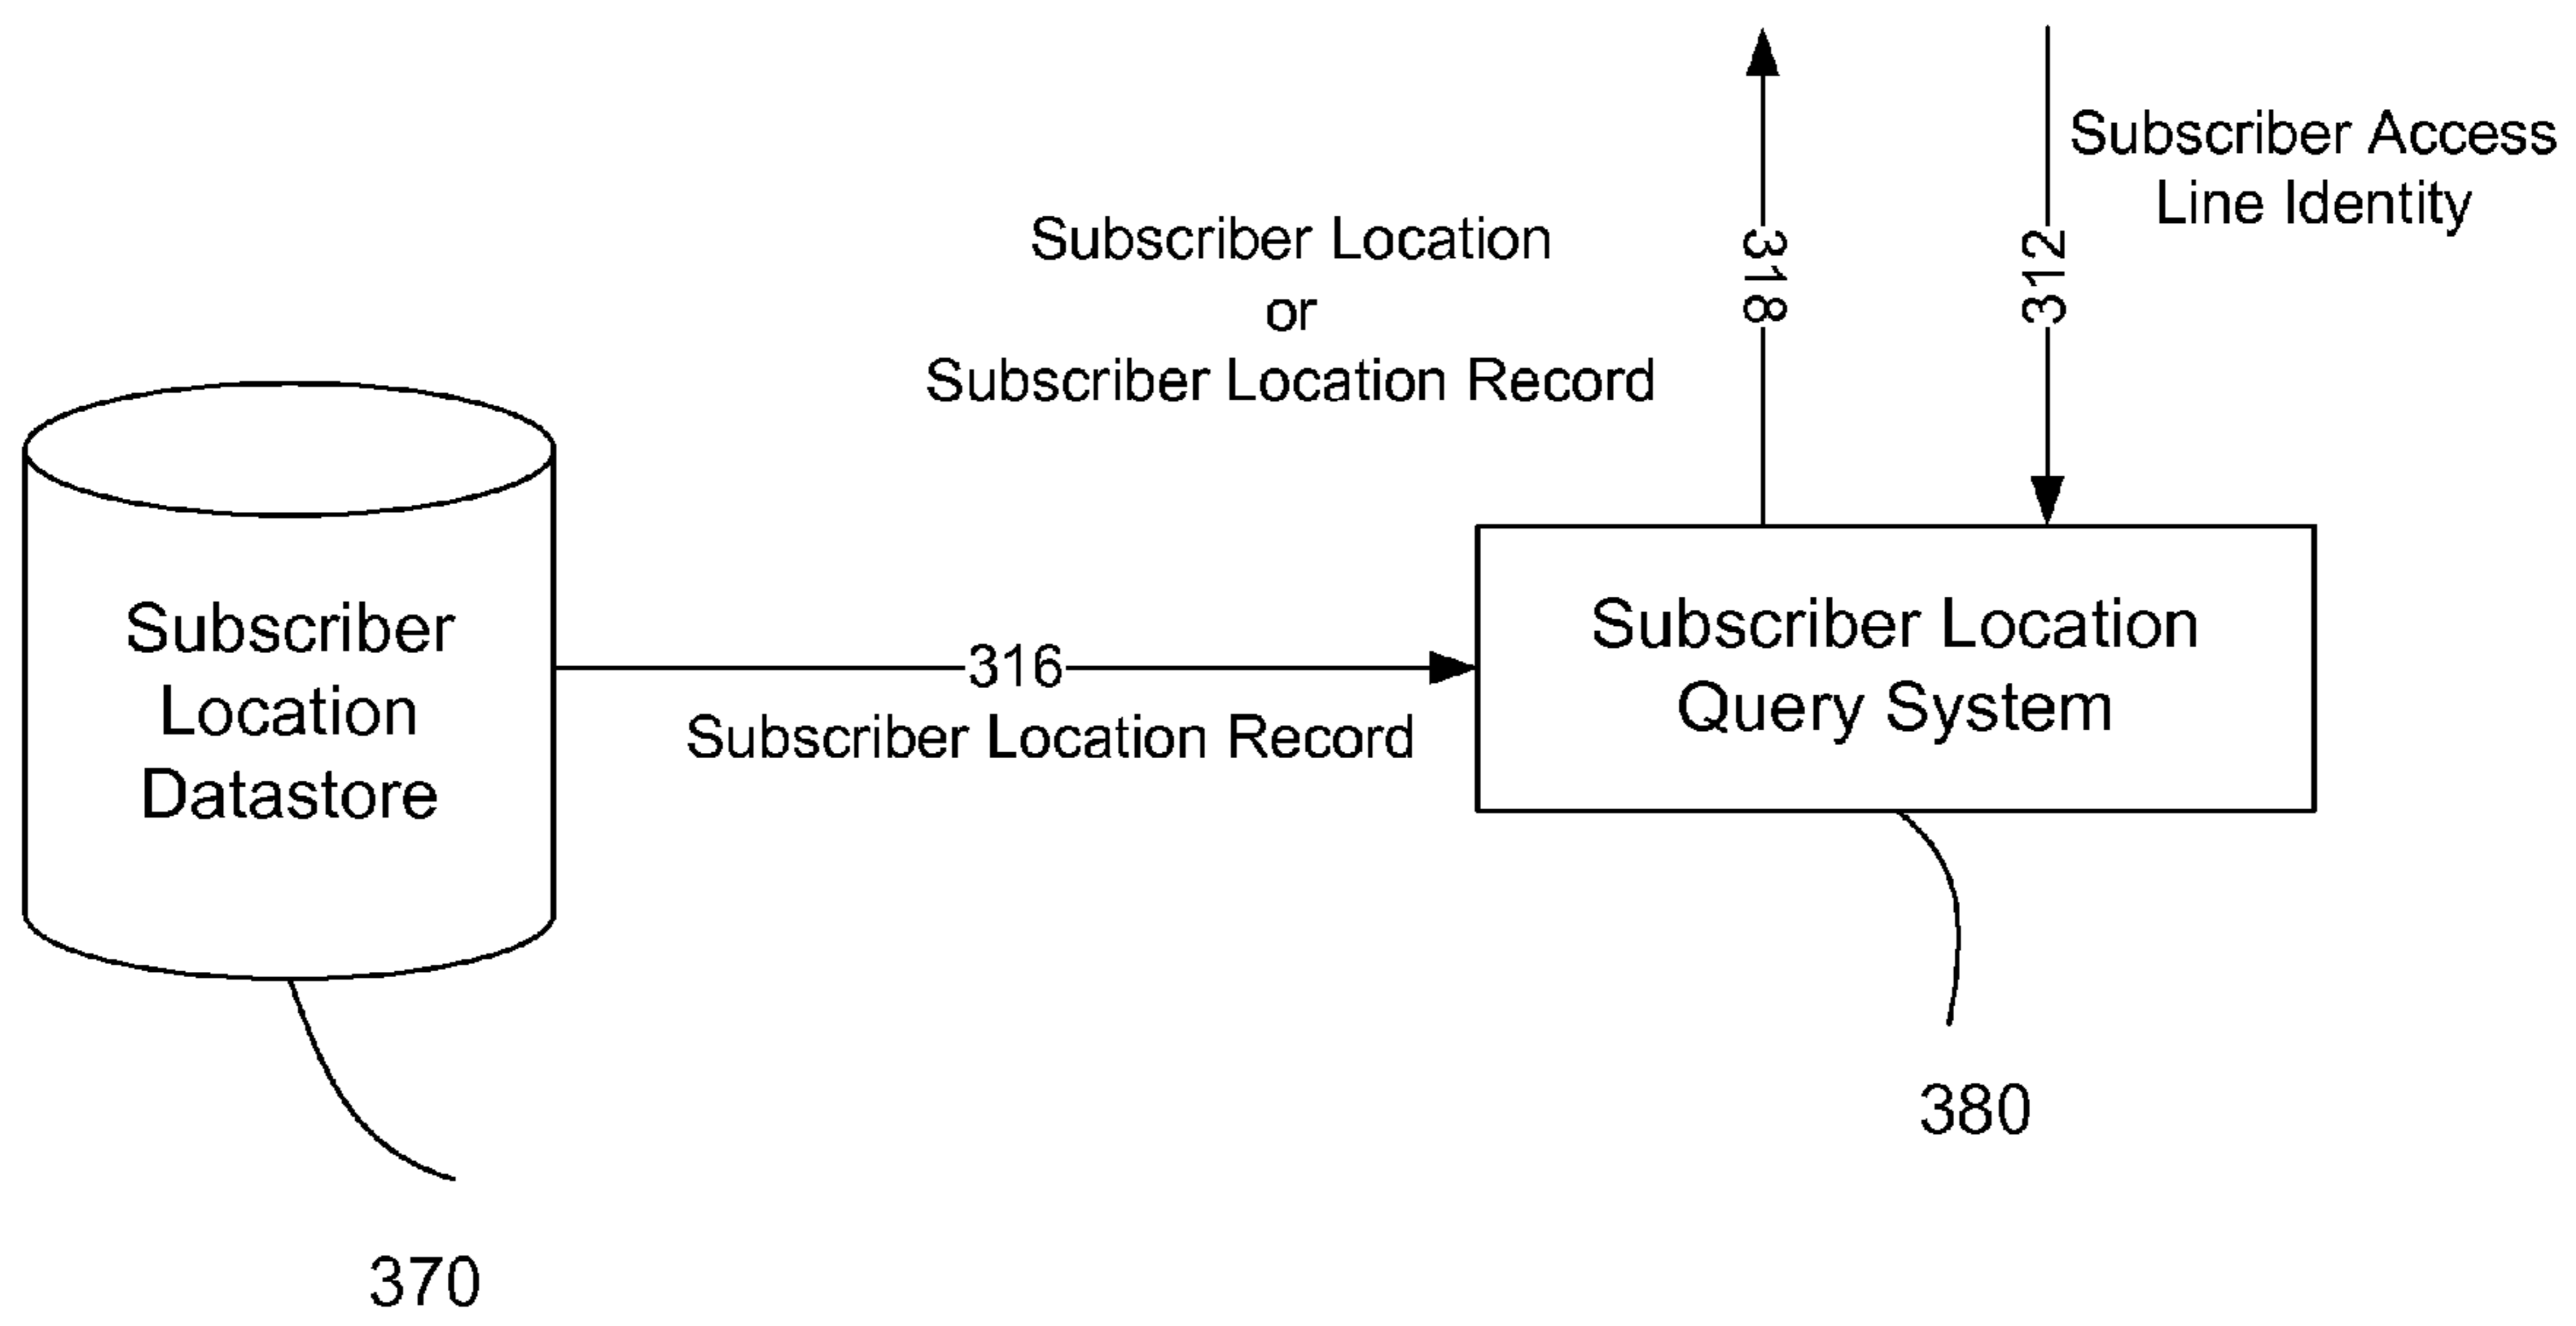 Subscriber Access
Line Identity
Subscriber Location
or
Subscriber Location Record
318
312
Subscriber
Location
Datastore
316
Subscriber Location Record
Subscriber Location
Query System
380
370